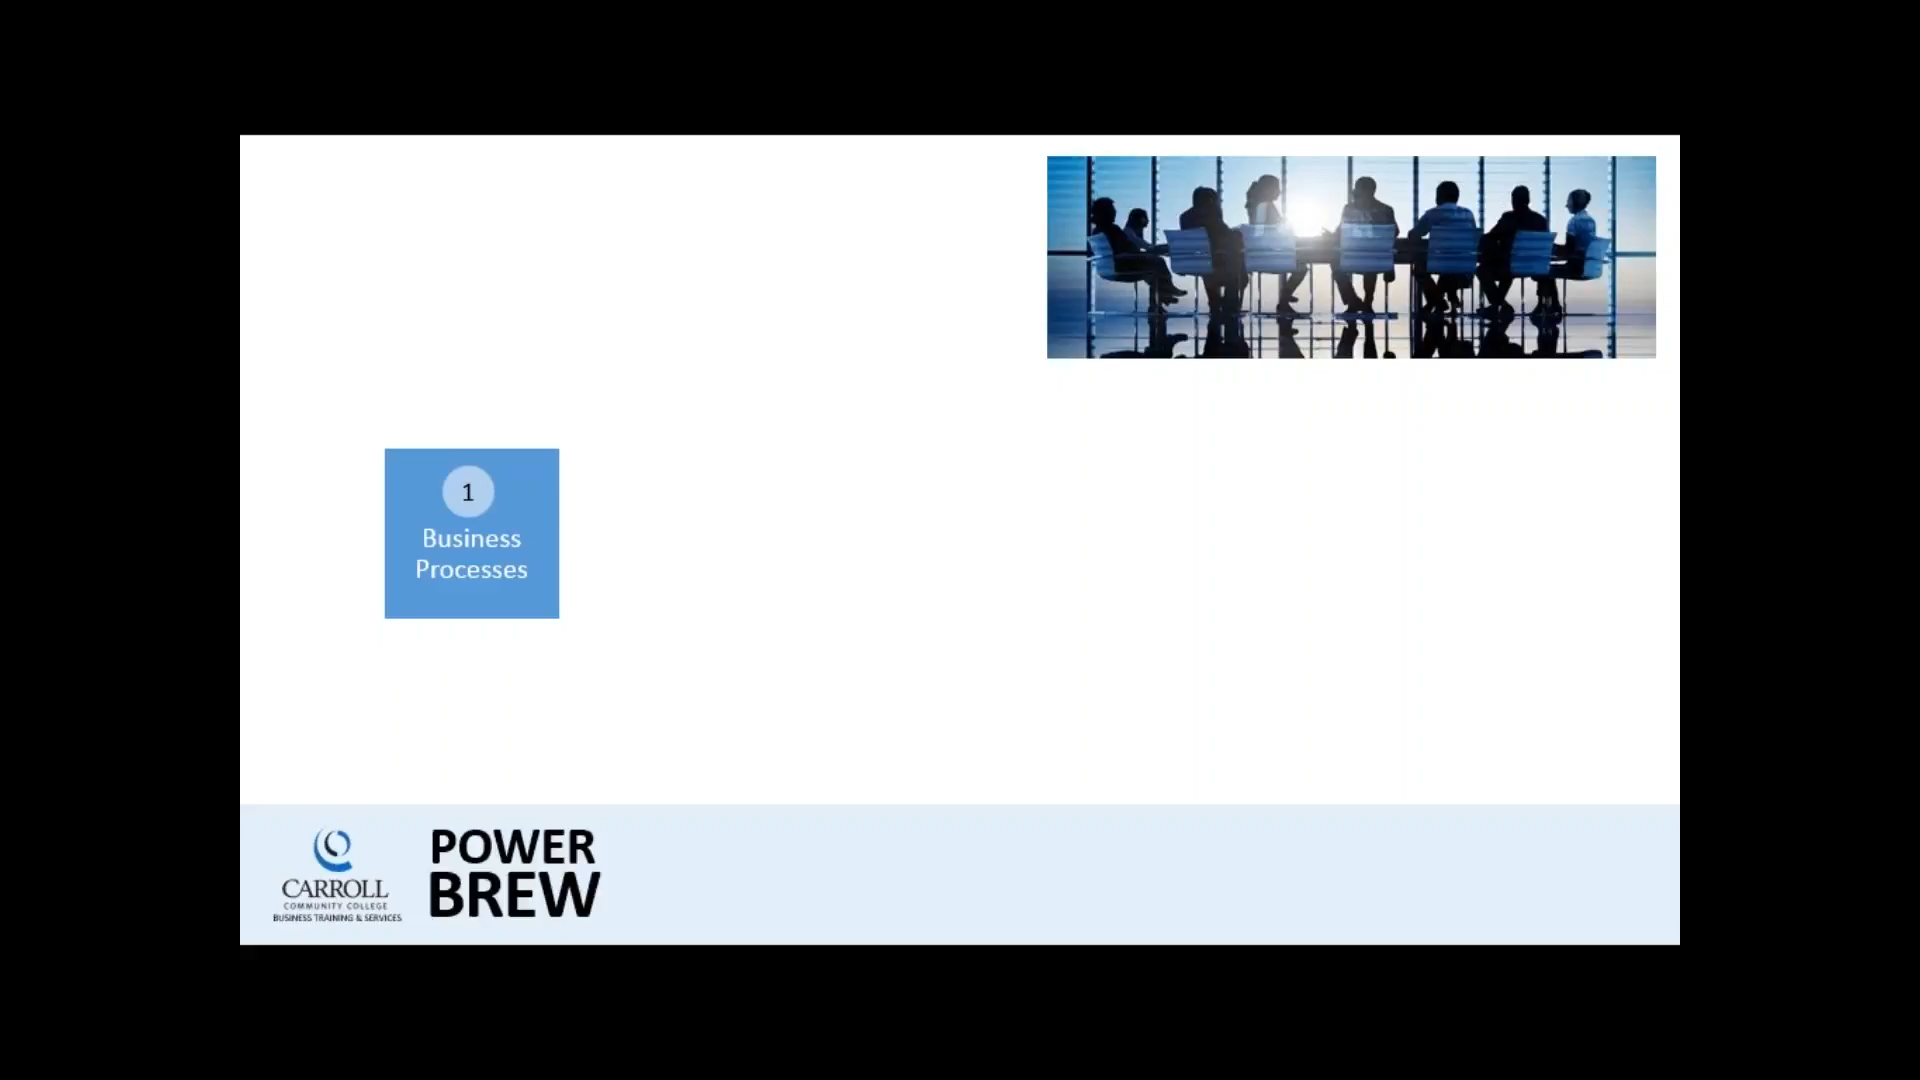 1
Business
Processes
CARROLL
COMMUNITY COLLEGE
BUSINESS TRAINING & SERVICES
POWER
BREW